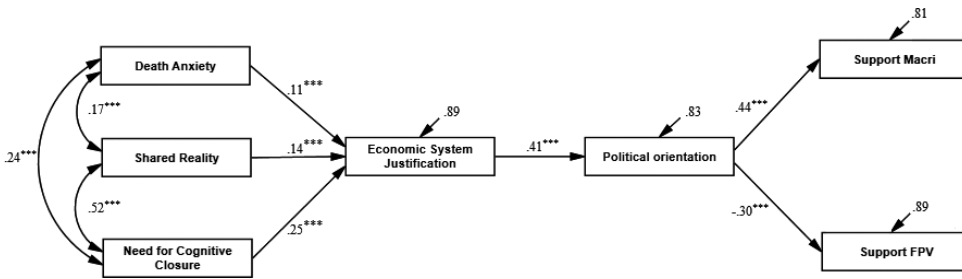 .81
Support Macri
Death Anxiety
.11***
.44***
.17***
.89
.83
.24***
Shared Reality
.14***
Economic System
Justification
.41***
Political orientation
.52***
.25***
-.30***
.89
Need for Cognitive
Closure
Support FPV